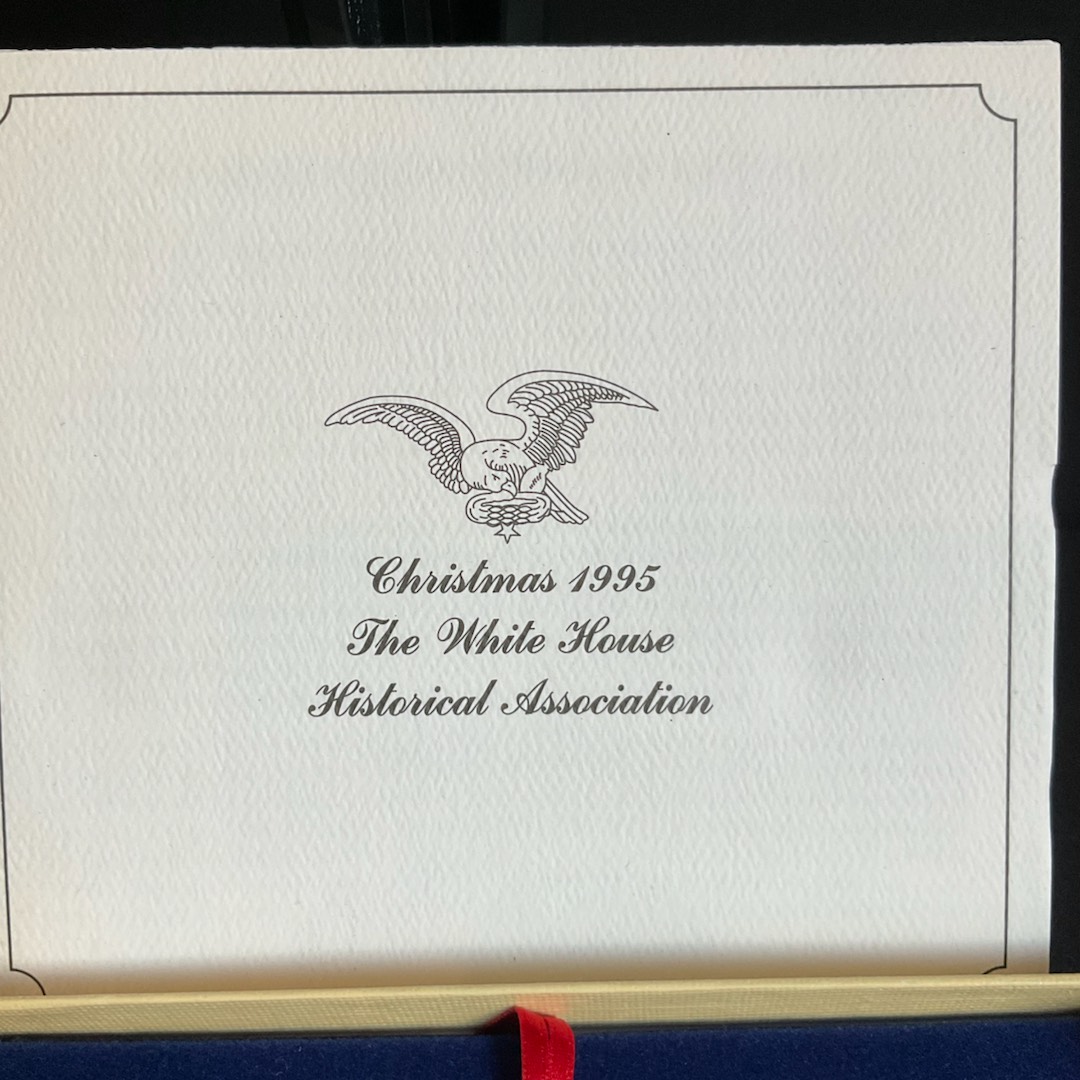 Christmas 1995
The White House
Historical Association